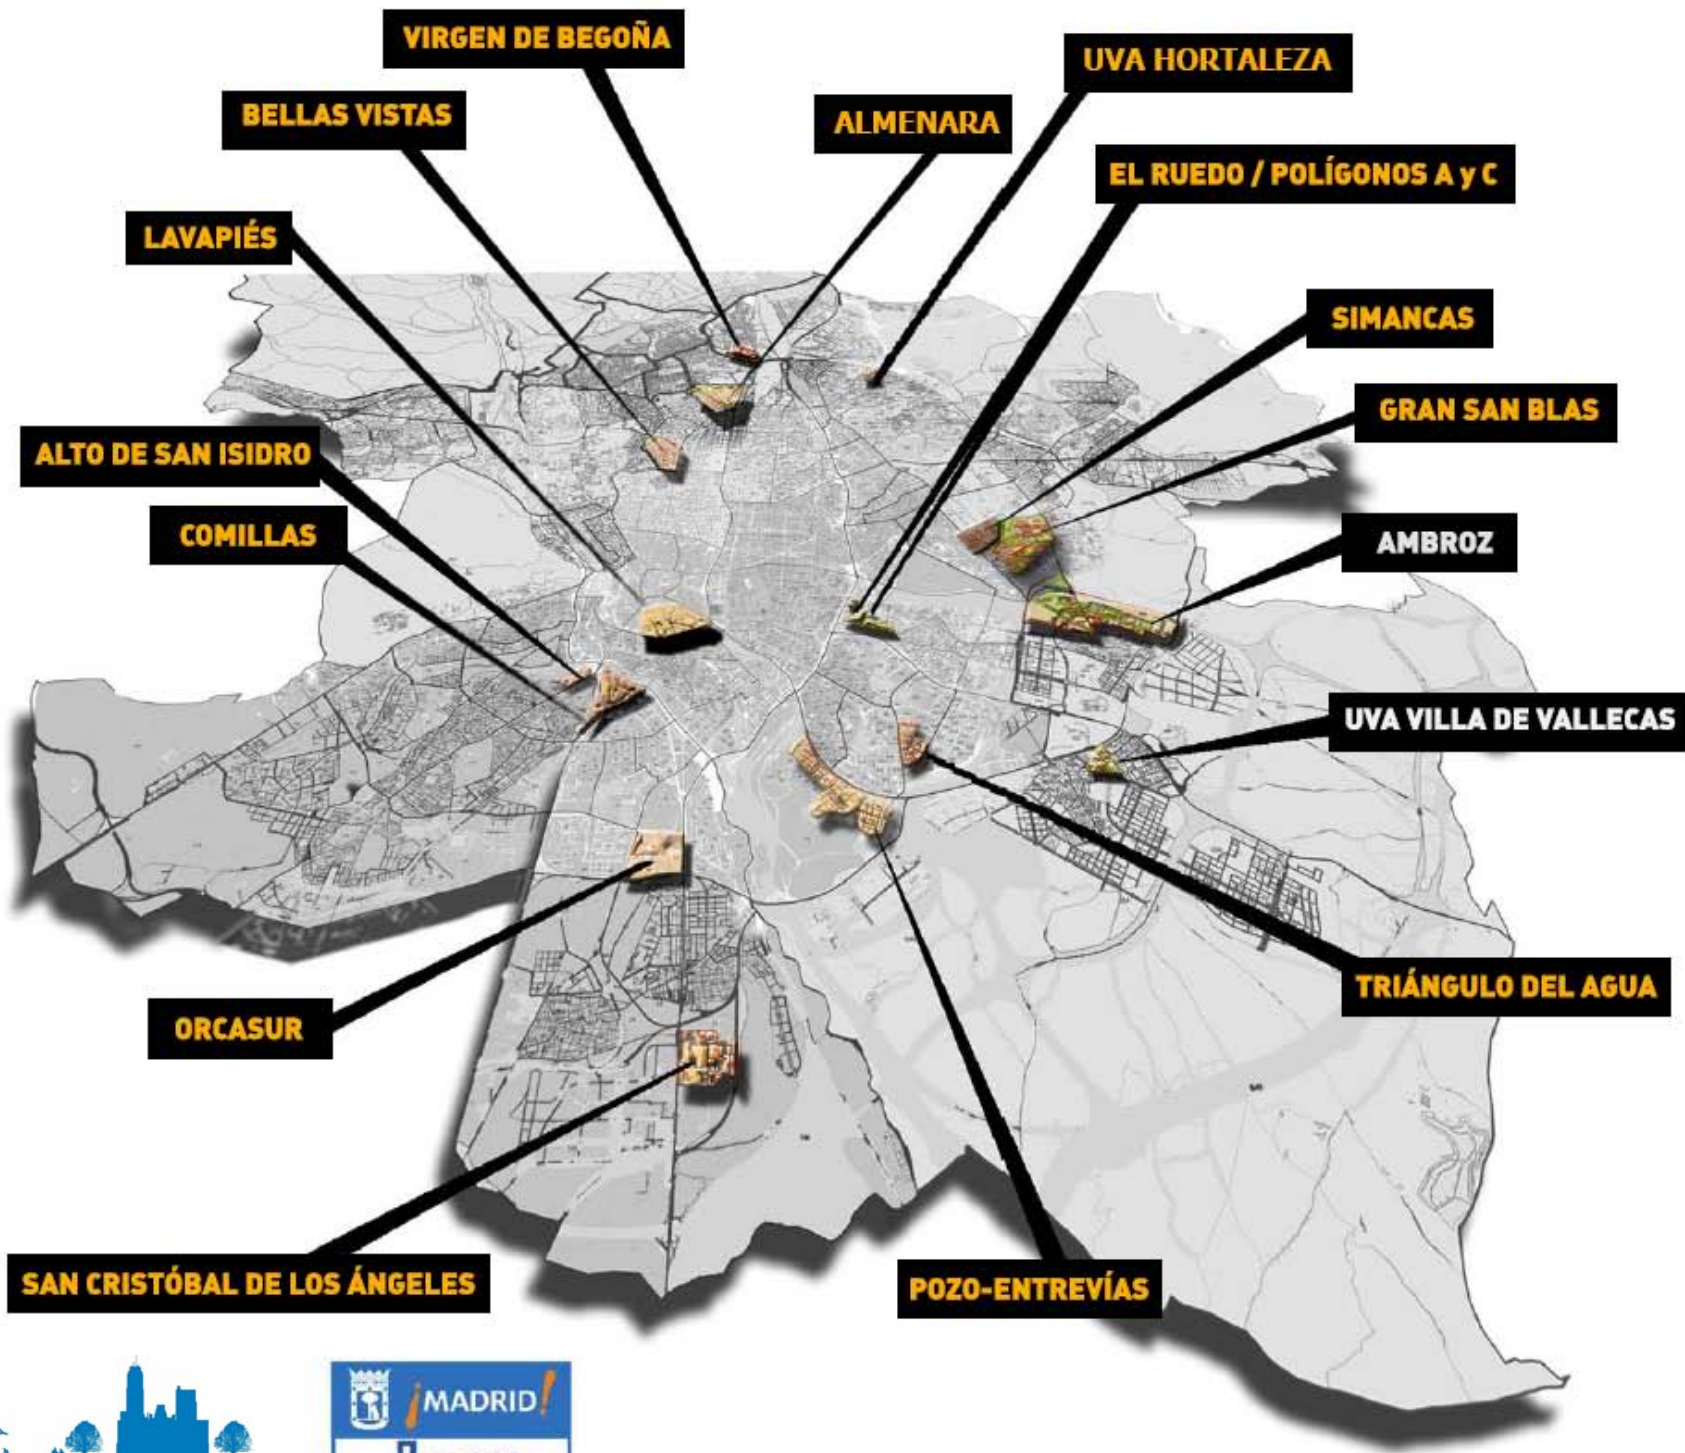 VIRGEN DE BEGOÑA
UVA HORTALEZA
BELLAS VISTAS
ALMENARA
EL RUEDO / POLÍGONOS A y C
LAVAPIÉS
SIMANCAS
GRAN SAN BLAS
ALTO DE SAN ISIDRO
COMILLAS
AMBROZ
UVA VILLA DE VALLECAS
TRIÁNGULO DEL AGUA
ORCASUR
SAN CRISTÓBAL DE LOS ÁNGELES
POZO-ENTREVÍAS
¡MADRID!